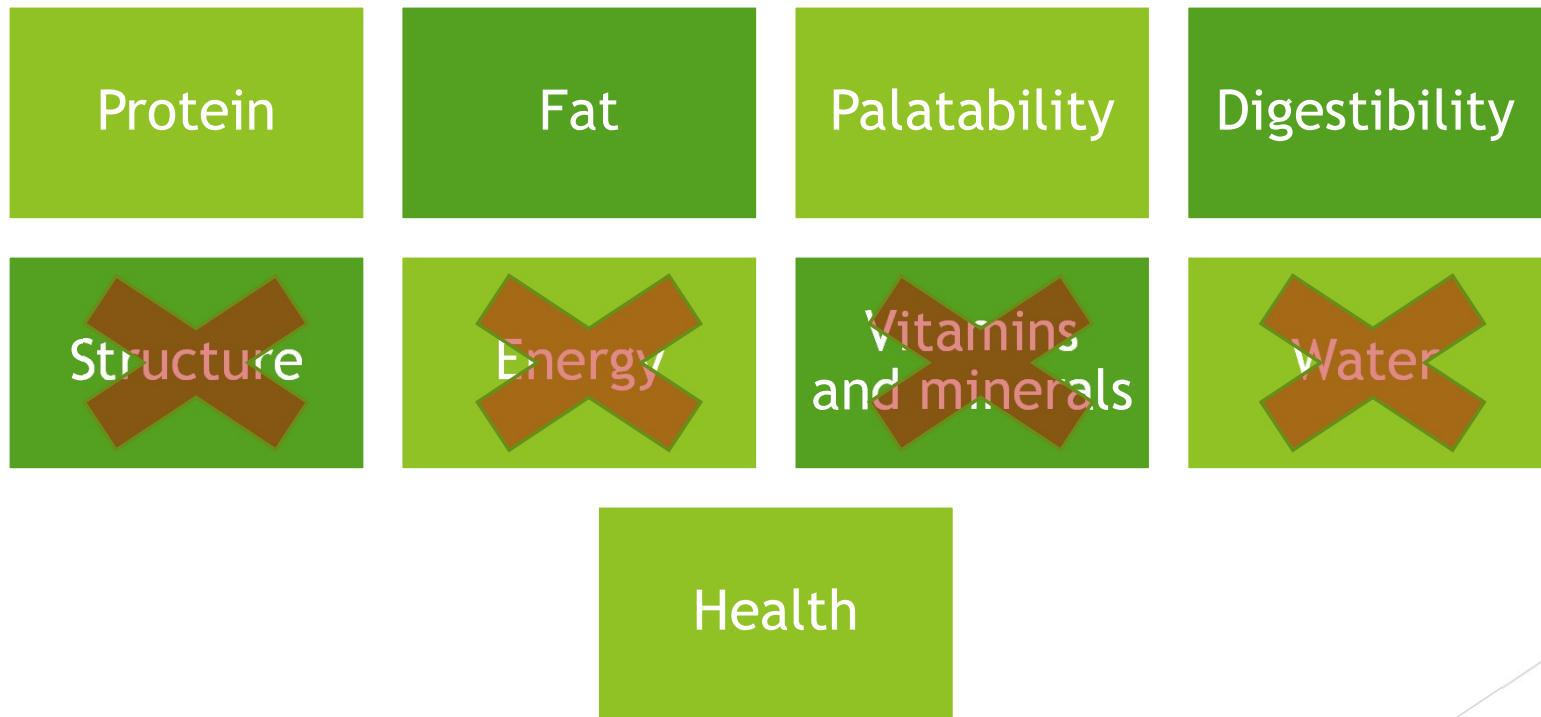 Protein
Fat
Palatability
Digestibility
Structure
Energy
Vitamins
and minerals
Water
Health